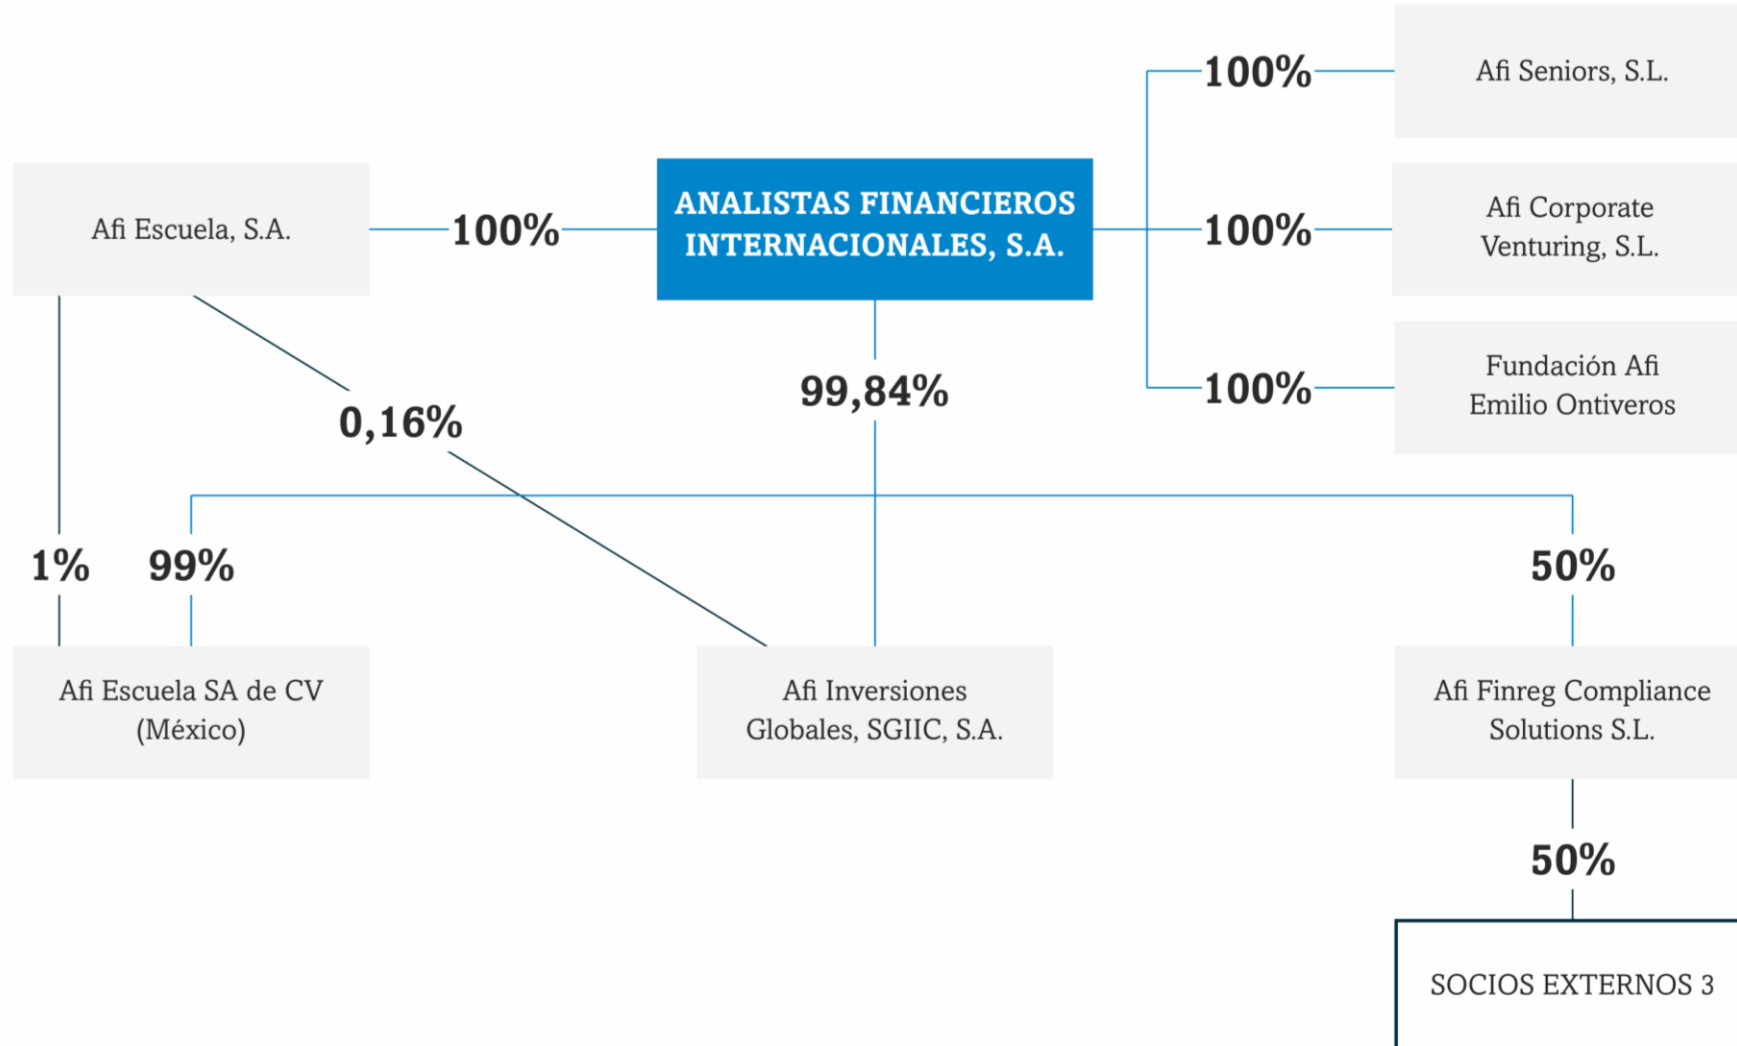 100%
Afi Seniors, S.L.
Afi Escuela, S.A.
100%
ANALISTAS FINANCIEROS
INTERNACIONALES, S.A.
100%
Afi Corporate
Venturing, S.L.
99,84%
100%
Fundación Afi
Emilio Ontiveros
0,16%
1%
99%
50%
Afi Escuela SA de CV
(México)
Afi Inversiones
Globales, SGIIC, S.A.
Afi Finreg Compliance
Solutions S.L.
50%
SOCIOS EXTERNOS 3